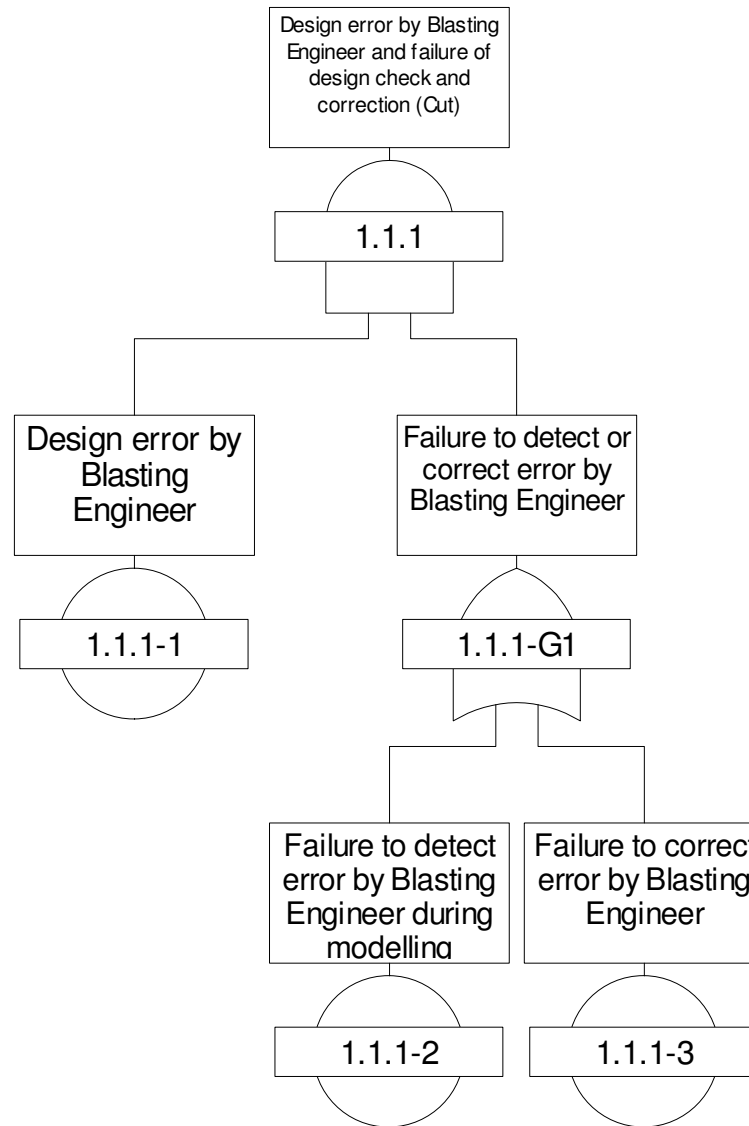 Design error by Blasting
Engineer and failure of
design check and
correction (Cut)
1.1.1
Design error by
Blasting
Engineer
Failure to detect or
correct error by
Blasting Engineer
1.1.1-1
1.1.1-G1
Failure to detect
error by Blasting
Engineer during
modelling
Failure to correct
error by Blasting
Engineer
1.1.1-2
1.1.1-3